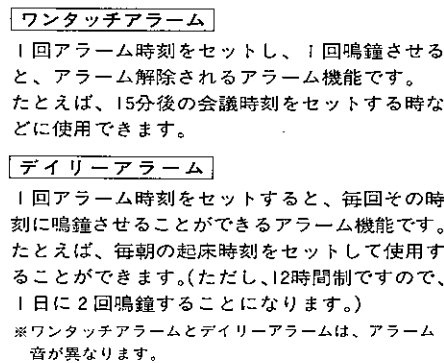 ワンタッチアラーム
1回アラーム時刻をセットし、1回鳴鐘させる
と、アラーム解除されるアラーム機能です。
たとえば、15分後の会議時刻をセットする時な
どに使用できます。
デイリーアラーム
1回アラーム時刻をセットすると、毎回その時
刻に鳴鐘させることができるアラーム機能です。
たとえば、毎朝の起床時刻をセットして使用す
ることができます。(ただし、12時間制ですので、
1日に2回鳴鐘することになります。)
※ワンタッチアラームとデイリーアラームは、アラーム
音が異なります。